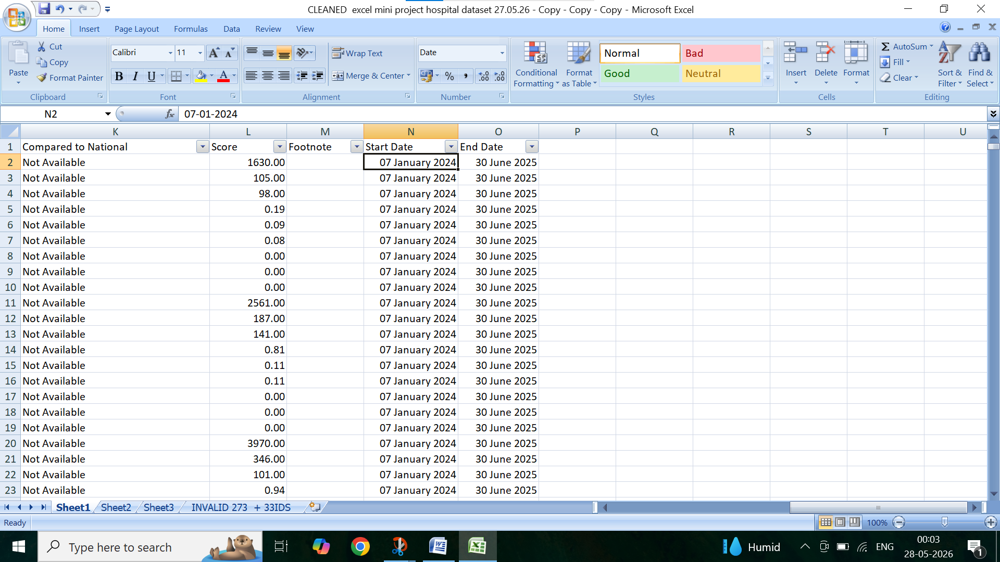 CLEANED  excel mini project hospital dataset 27.05.26 - Copy - Copy - Copy - Microsoft Excel
Home Insert Page Layout Formulas Data Review View
Paste
Cut
Copy
Format Painter
Clipboard
Calibri 11
B I U A
Font
Wrap Text
Merge & Center
Alignment
Date
% ,
Number
Conditional Formatting
Format as Table
Normal Bad
Good Neutral
Styles
Insert Delete Format
Cells
AutoSum
Fill
Clear
Sort & Filter
Find & Select
Editing
N2 fx 07-01-2024
K L M N O P Q R S T U
1 Compared to National Score Footnote Start Date End Date
2 Not Available 1630.00 07 January 2024 30 June 2025
3 Not Available 105.00 07 January 2024 30 June 2025
4 Not Available 98.00 07 January 2024 30 June 2025
5 Not Available 0.19 07 January 2024 30 June 2025
6 Not Available 0.09 07 January 2024 30 June 2025
7 Not Available 0.08 07 January 2024 30 June 2025
8 Not Available 0.00 07 January 2024 30 June 2025
9 Not Available 0.00 07 January 2024 30 June 2025
10 Not Available 0.00 07 January 2024 30 June 2025
11 Not Available 2561.00 07 January 2024 30 June 2025
12 Not Available 187.00 07 January 2024 30 June 2025
13 Not Available 141.00 07 January 2024 30 June 2025
14 Not Available 0.81 07 January 2024 30 June 2025
15 Not Available 0.11 07 January 2024 30 June 2025
16 Not Available 0.11 07 January 2024 30 June 2025
17 Not Available 0.00 07 January 2024 30 June 2025
18 Not Available 0.00 07 January 2024 30 June 2025
19 Not Available 0.00 07 January 2024 30 June 2025
20 Not Available 3970.00 07 January 2024 30 June 2025
21 Not Available 346.00 07 January 2024 30 June 2025
22 Not Available 101.00 07 January 2024 30 June 2025
23 Not Available 0.94 07 January 2024 30 June 2025
Sheet1 Sheet2 Sheet3 INVALID 273  + 33IDS
Ready 100%
Type here to search Humid ENG 00:03
28-05-2026 1